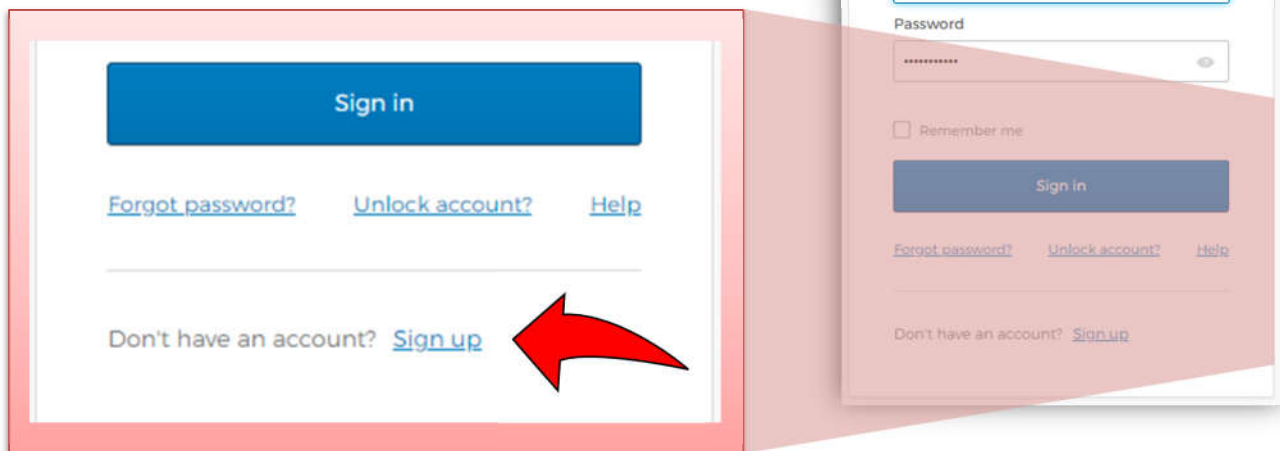 Sign in
Forgot password? Unlock account? Help
Don't have an account? Sign up
Password
Remember me
Sign in
Forgot password? Unlock account? Help
Don't have an account? Sign up